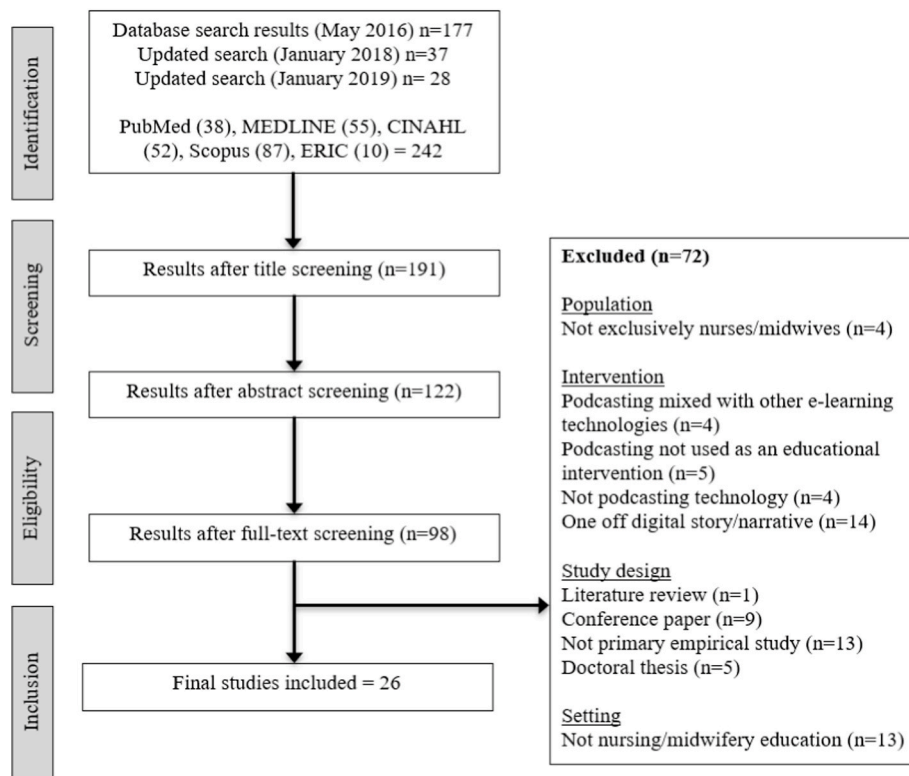 Identification
Database search results (May 2016) n=177
Updated search (January 2018) n=37
Updated search (January 2019) n= 28
PubMed (38), MEDLINE (55), CINAHL
(52), Scopus (87), ERIC (10) = 242
Screening
Results after title screening (n=191)
Results after abstract screening (n=122)
Eligibility
Results after full-text screening (n=98)
Excluded (n=72)
Population
Not exclusively nurses/midwives (n=4)
Intervention
Podcasting mixed with other e-learning
technologies (n=4)
Podcasting not used as an educational
intervention (n=5)
Not podcasting technology (n=4)
One off digital story/narrative (n=14)
Study design
Literature review (n=1)
Conference paper (n=9)
Not primary empirical study (n=13)
Doctoral thesis (n=5)
Setting
Not nursing/midwifery education (n=13)
Inclusion
Final studies included = 26